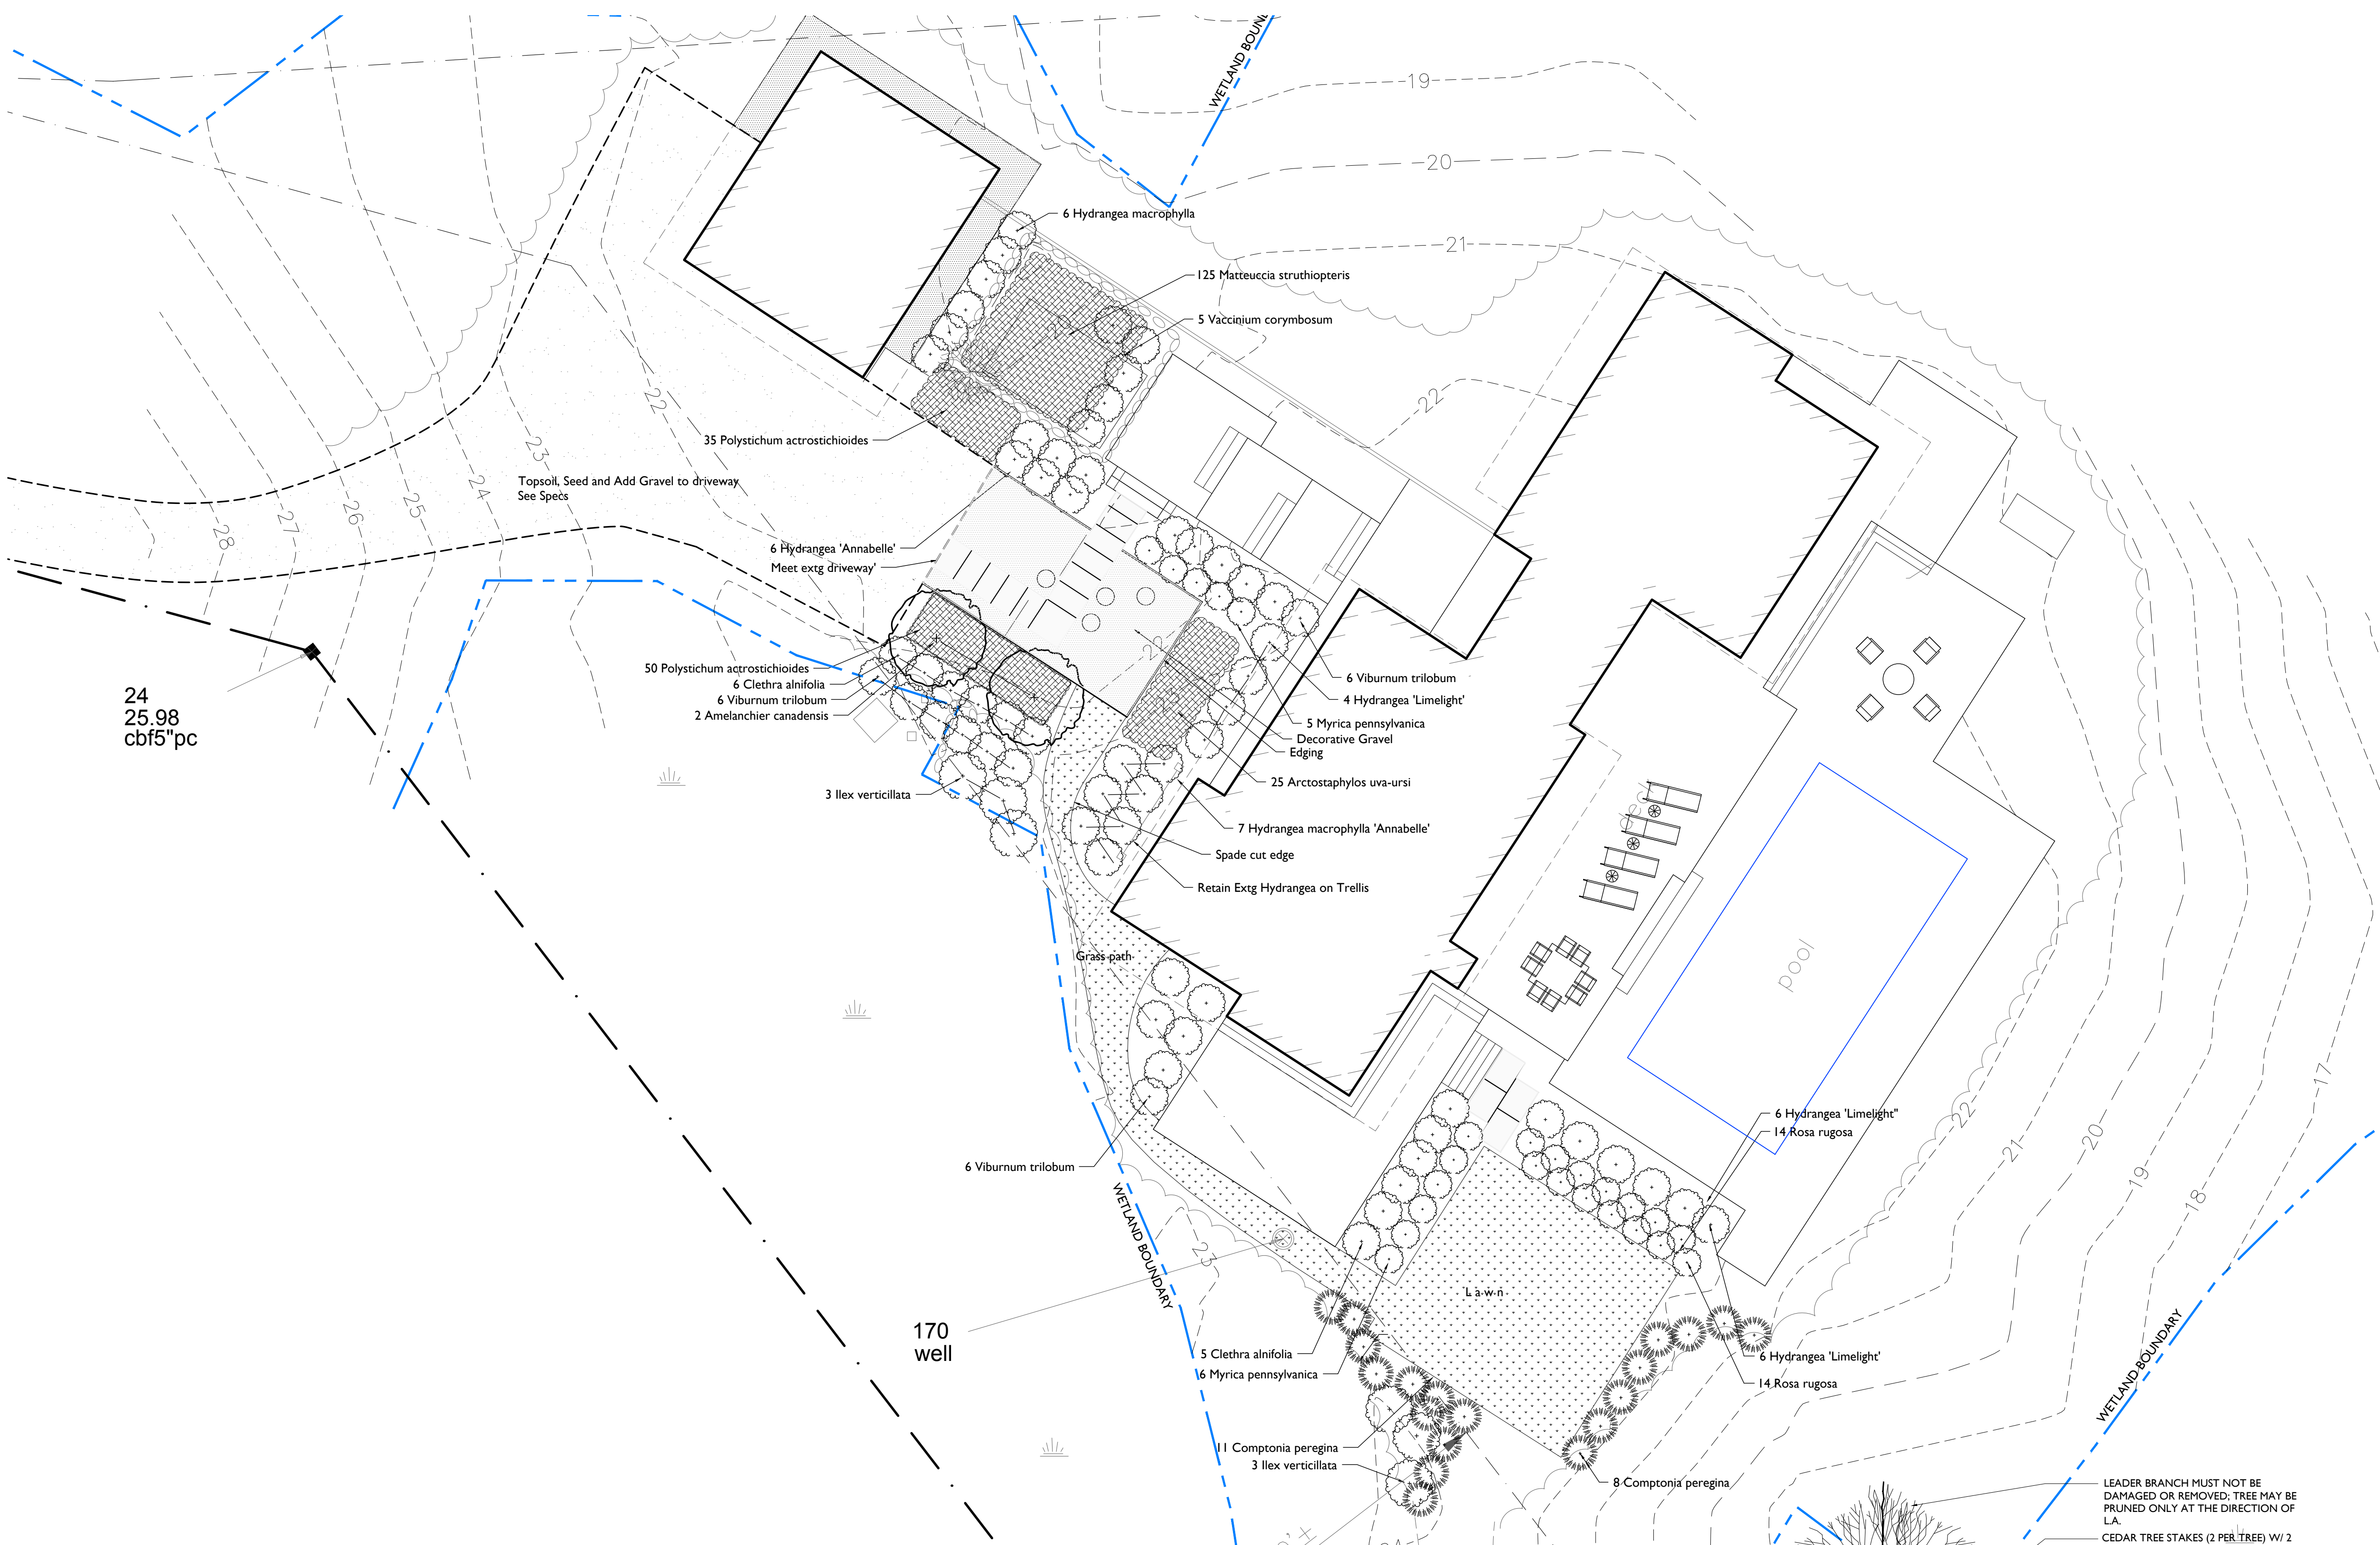 WETLAND BOUND
19
20
6 Hydrangea macrophylla
21
125 Matteuccia struthiopteris
5 Vaccinium corymbosum
22
22
35 Polystichum actrostichioides
Topsoil, Seed and Add Gravel to driveway
See Specs
23
24
25
26
27
28
6 Hydrangea 'Annabelle'
Meet extg driveway'
50 Polystichum actrostichioides
6 Clethra alnifolia
6 Viburnum trilobum
2 Amelanchier canadensis
24
25.98
cbf5"pc
6 Viburnum trilobum
4 Hydrangea 'Limelight'
5 Myrica pennsylvanica
Decorative Gravel
Edging
25 Arctostaphylos uva-ursi
3 Ilex verticillata
7 Hydrangea macrophylla 'Annabelle'
Spade cut edge
Retain Extg Hydrangea on Trellis
Grass path
pool
17
6 Hydrangea 'Limelight"
14 Rosa rugosa
22
21
20
19
18
6 Viburnum trilobum
WETLAND BOUNDARY
23
Lawn
170
well
5 Clethra alnifolia
6 Myrica pennsylvanica
6 Hydrangea 'Limelight'
14 Rosa rugosa
WETLAND BOUNDARY
11 Comptonia peregina
3 Ilex verticillata
8 Comptonia peregina
LEADER BRANCH MUST NOT BE
DAMAGED OR REMOVED; TREE MAY BE
PRUNED ONLY AT THE DIRECTION OF
L.A.
CEDAR TREE STAKES (2 PER TREE) W/ 2